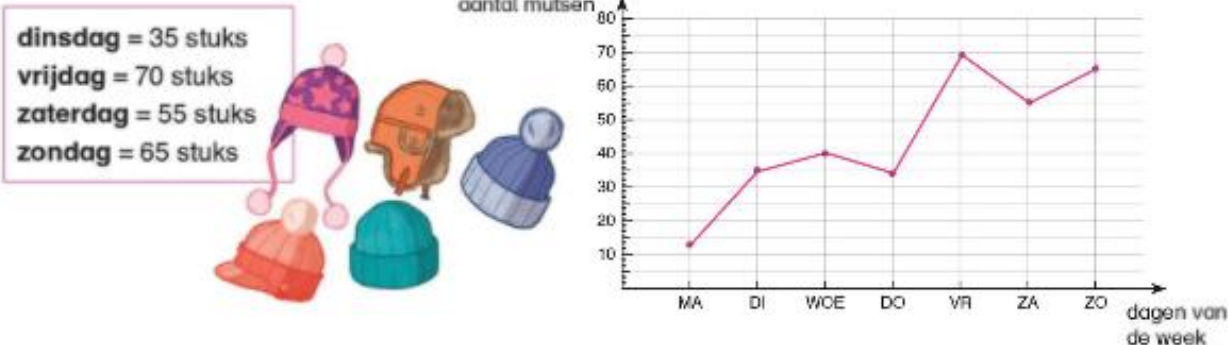 dinsdag = 35 stuks
vrijdag = 70 stuks
zaterdag = 55 stuks
zondag = 65 stuks
aantal mutsen
80
70
60
50
40
30
20
10
MA DI WOE DO VR ZA ZO
dagen van
de week